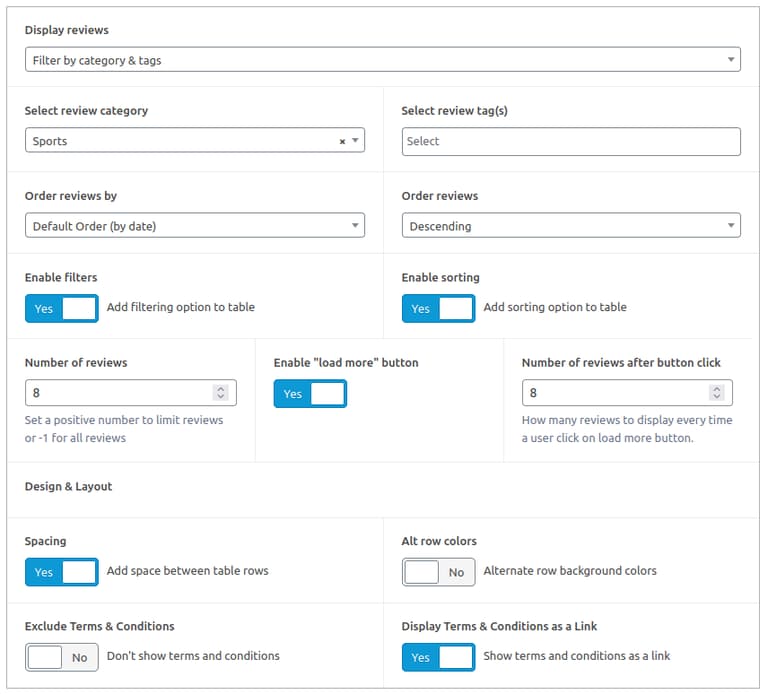 Display reviews
Filter by category & tags
Select review category
Select review tag(s)
Sports ×
Select
Order reviews by
Order reviews
Default Order (by date)
Descending
Enable filters
Enable sorting
Yes Add filtering option to table
Yes Add sorting option to table
Number of reviews
Enable "load more" button
Number of reviews after button click
8
Yes
8
Set a positive number to limit reviews
or -1 for all reviews
How many reviews to display every time
a user click on load more button.
Design & Layout
Spacing
Alt row colors
Yes Add space between table rows
No Alternate row background colors
Exclude Terms & Conditions
Display Terms & Conditions as a Link
No Don't show terms and conditions
Yes Show terms and conditions as a link